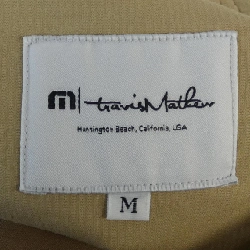 m travisMathew
Huntington Beach, California, USA
M